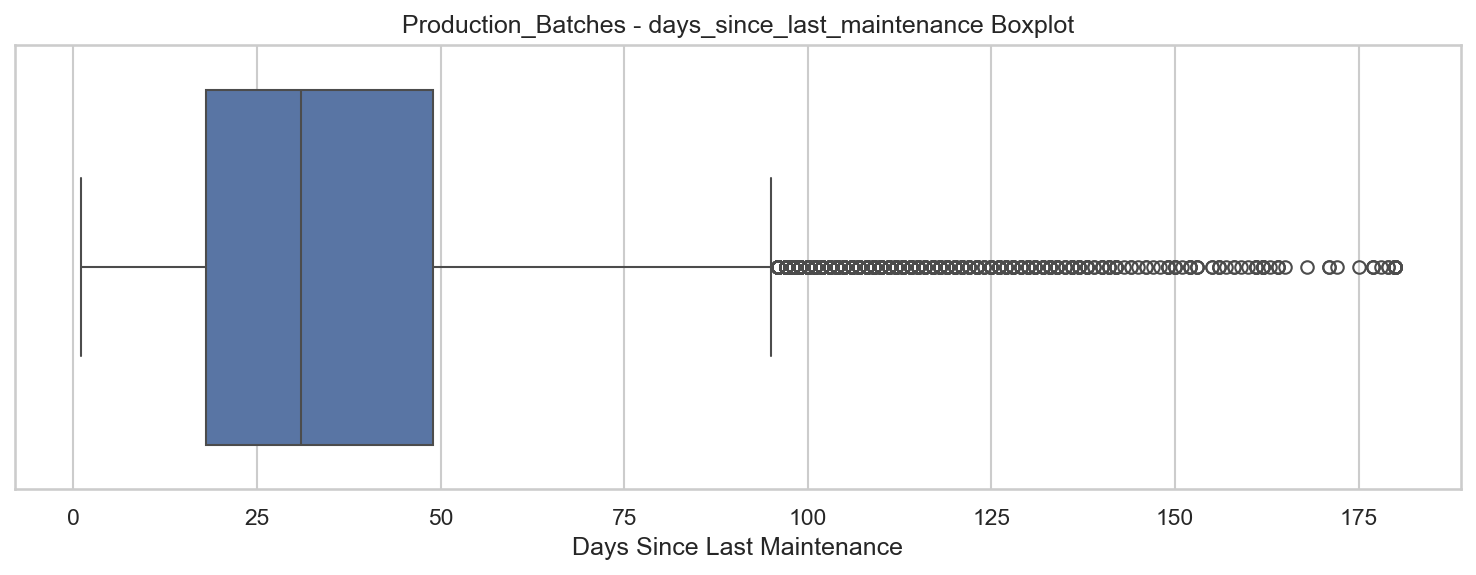 Production_Batches - days_since_last_maintenance Boxplot
0 25 50 75 100 125 150 175
Days Since Last Maintenance